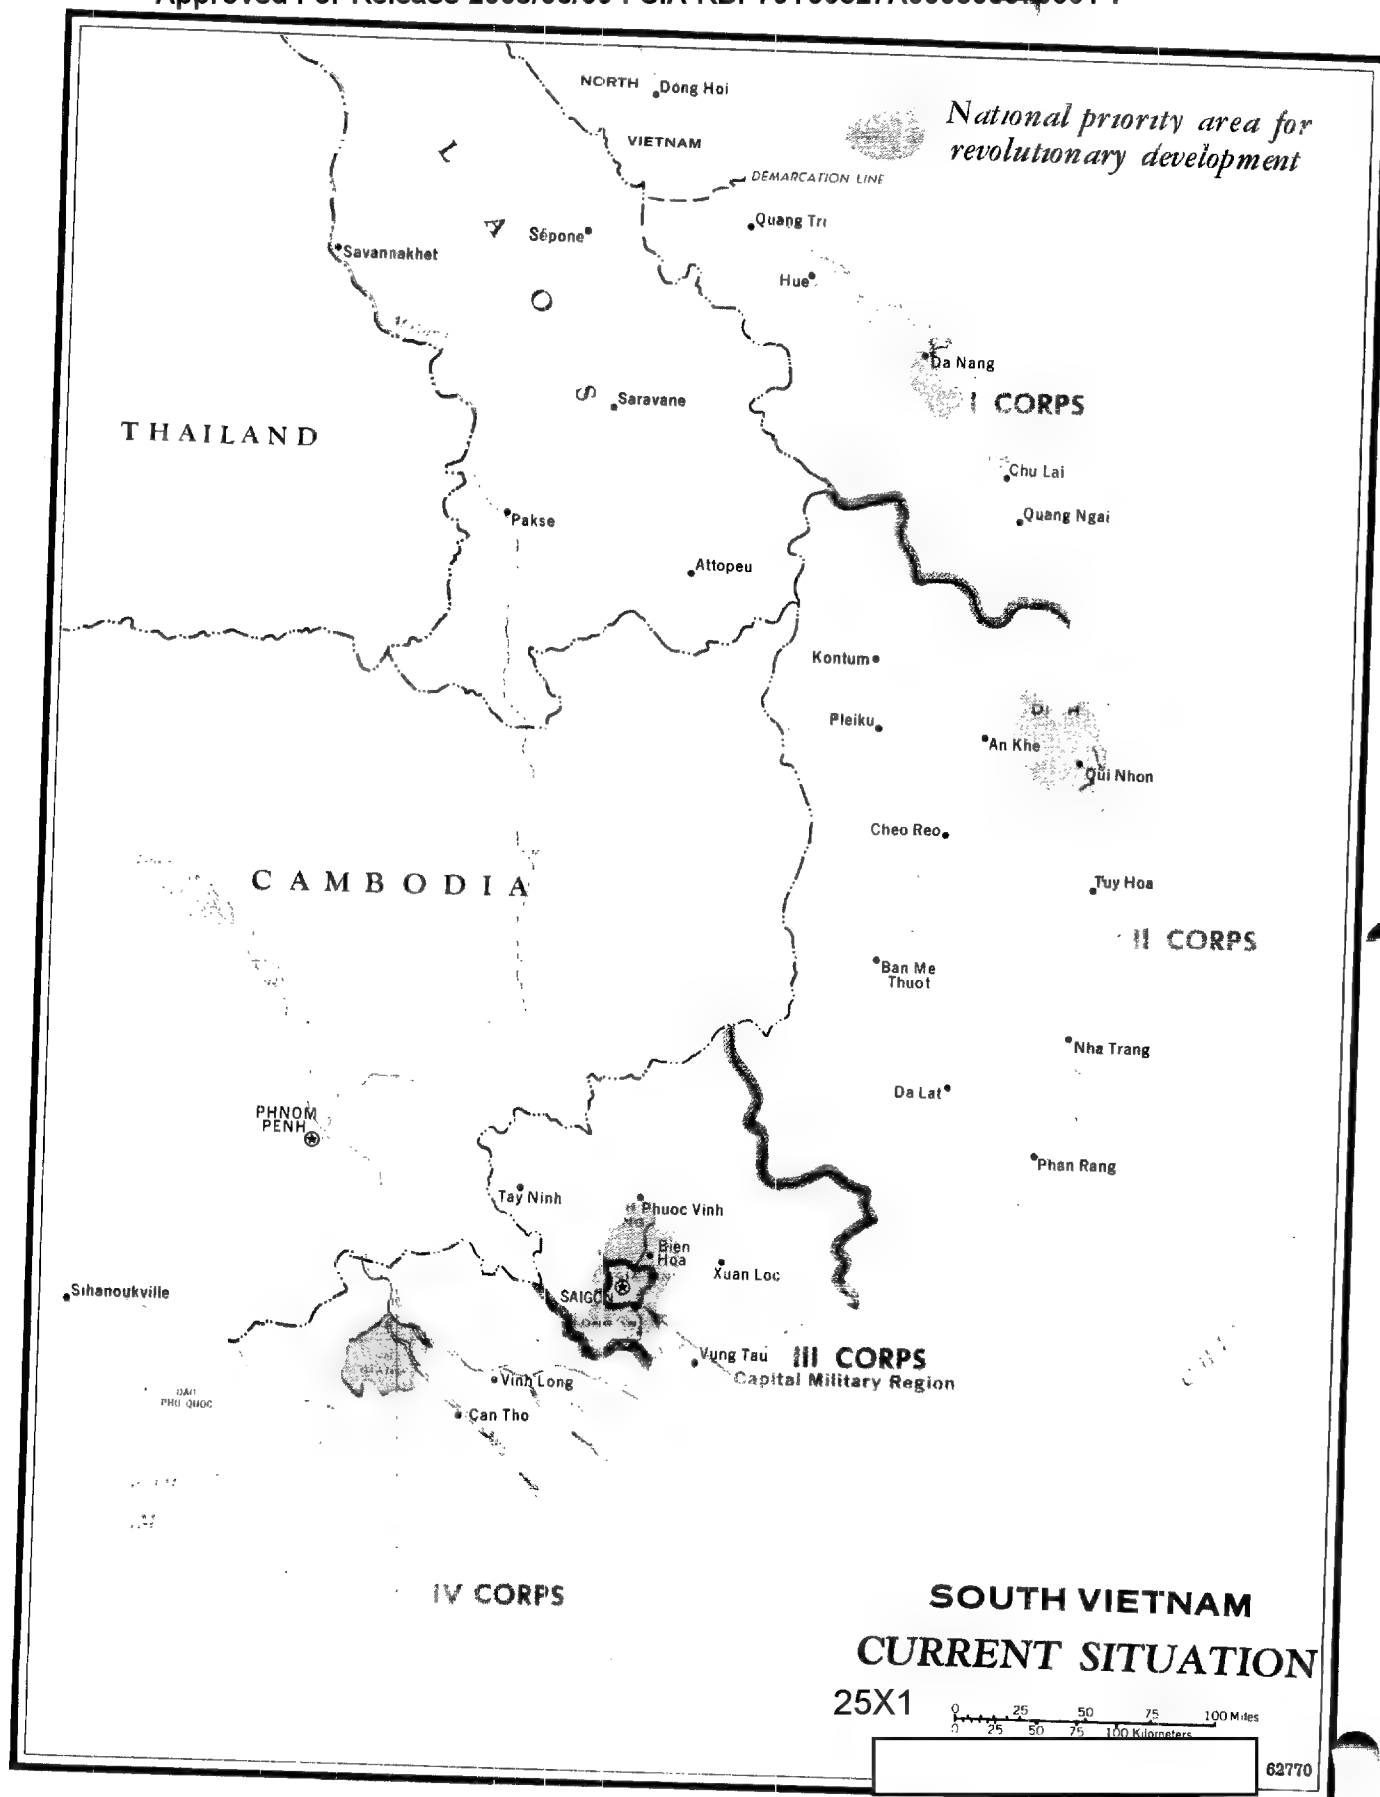 NORTH
Dong Hoi
VIETNAM
National priority area for
revolutionary development
DEMARCATION LINE
L A O S
Quang Tri
Sépone
Savannakhet
Hue
Da Nang
I CORPS
Saravane
THAILAND
Chu Lai
Quang Ngai
Pakse
Attopeu
Kontum
Pleiku
An Khe
Qui Nhon
Cheo Reo
CAMBODIA
Tuy Hoa
II CORPS
Ban Me
Thuot
Nha Trang
Da Lat
PHNOM
PENH
Phan Rang
Tay Ninh
Phuoc Vinh
Bien
Hoa
Xuan Loc
Sihanoukville
SAIGON
Vung Tau
III CORPS
Capital Military Region
Vinh Long
DAO
PHU QUOC
Can Tho
IV CORPS
SOUTH VIETNAM
CURRENT SITUATION
25X1
0 25 50 75 100 Miles
0 25 50 75 100 Kilometers
62770